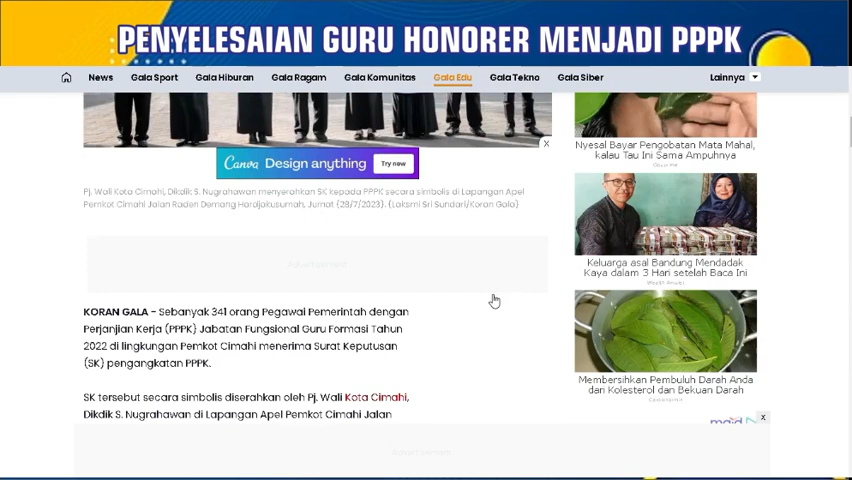 PENYELESAIAN GURU HONORER MENJADI PPPK
News Gala Sport Gala Hiburan Gala Ragam Gala Komunitas Gala Edu Gala Tekno Gala Siber Lainnya
x
Canva Design anything Try now
Pj. Wali Kota Cimahi, Dikdik S. Nugrahawan menyerahkan SK kepada PPPK secara simbolis di Lapangan Apel
Pemkot Cimahi Jalan Raden Demang Hardjakusumah, Jumat (28/7/2023). (Laksmi Sri Sundari/Koran Gala)
Advertisement
KORAN GALA - Sebanyak 341 orang Pegawai Pemerintah dengan
Perjanjian Kerja (PPPK) Jabatan Fungsional Guru Formasi Tahun
2022 di lingkungan Pemkot Cimahi menerima Surat Keputusan
(SK) pengangkatan PPPK.
SK tersebut secara simbolis diserahkan oleh Pj. Wali Kota Cimahi,
Dikdik S. Nugrahawan di Lapangan Apel Pemkot Cimahi Jalan
Nyesal Bayar Pengobatan Mata Mahal,
kalau Tau Ini Sama Ampuhnya
Keluarga asal Bandung Mendadak
Kaya dalam 3 Hari setelah Baca Ini
Membersihkan Pembuluh Darah Anda
dari Kolesterol dan Bekuan Darah
mgid
x
Advertisement